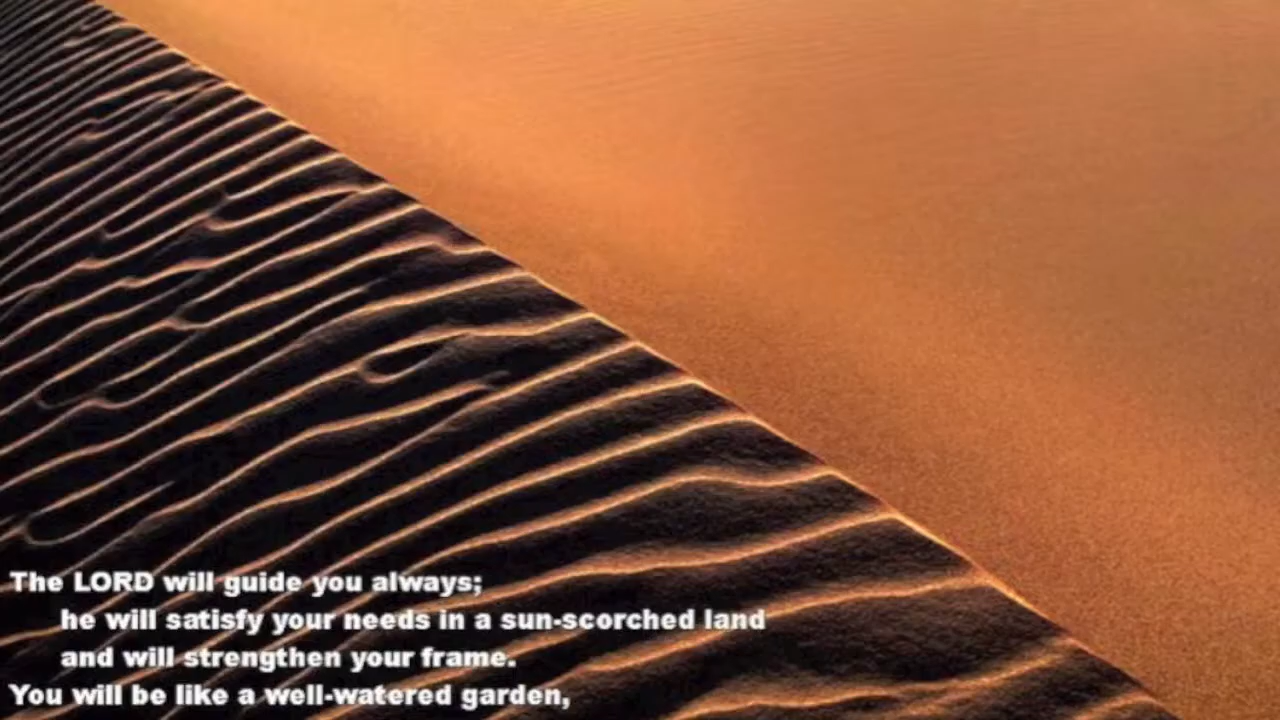 The LORD will guide you always;
he will satisfy your needs in a sun-scorched land
and will strengthen your frame.
You will be like a well-watered garden,